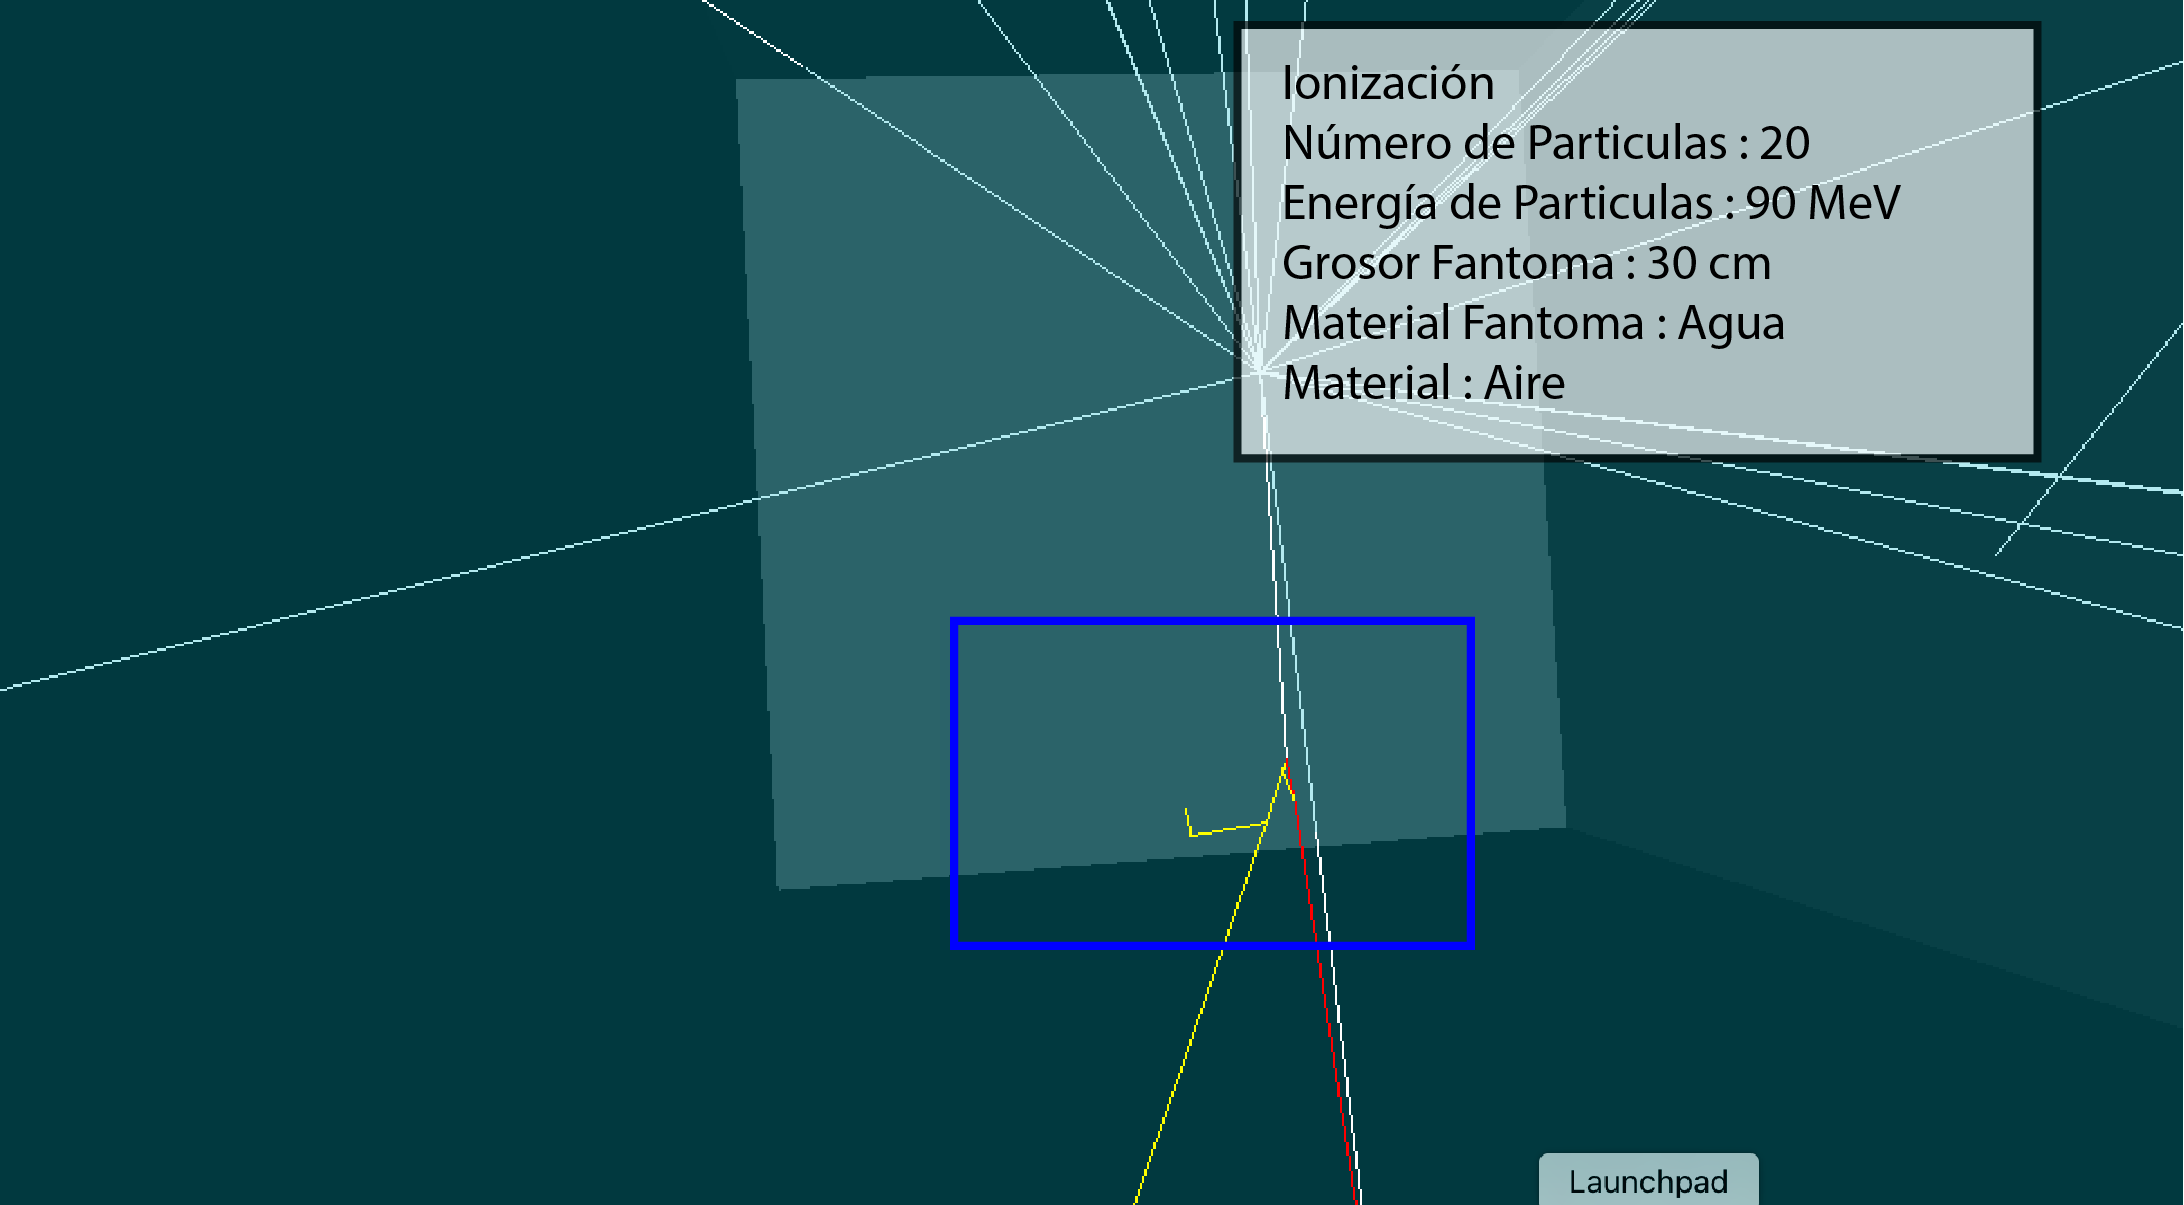 Ionización
Número de Particulas : 20
Energía de Particulas : 90 MeV
Grosor Fantoma : 30 cm
Material Fantoma : Agua
Material : Aire
Launchpad